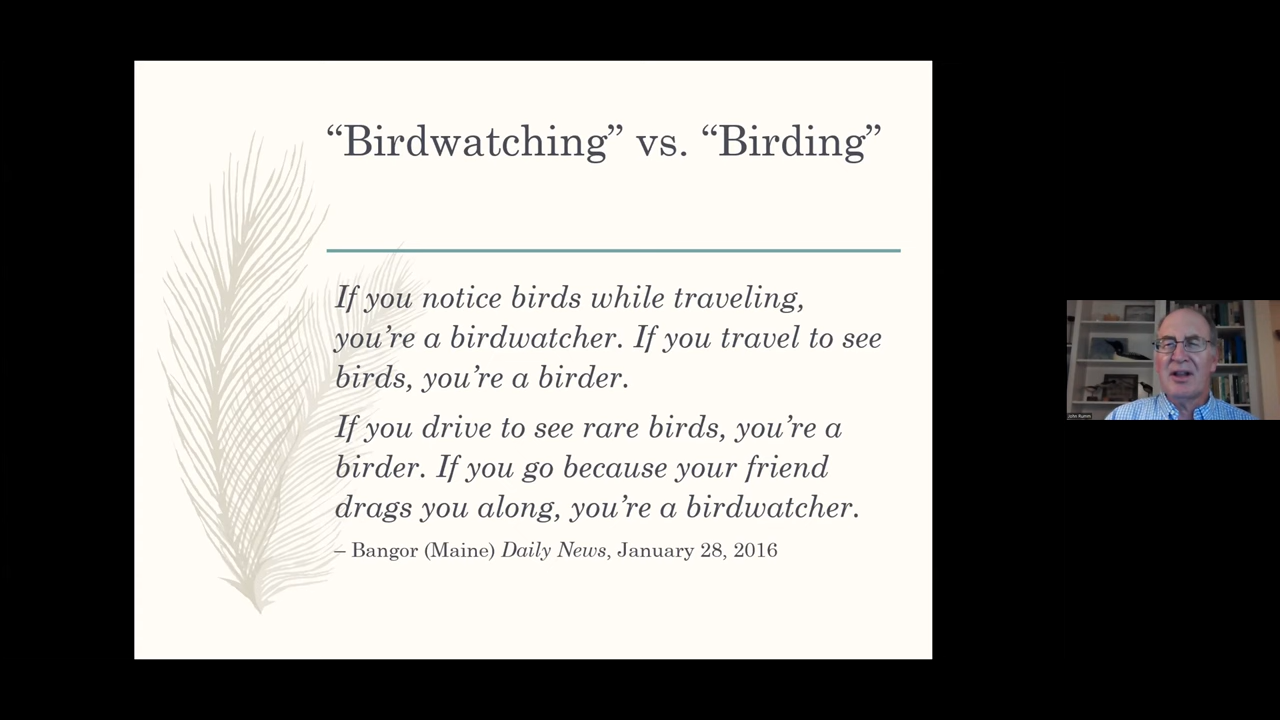 “Birdwatching” vs. “Birding”
If you notice birds while traveling,
you’re a birdwatcher. If you travel to see
birds, you’re a birder.
If you drive to see rare birds, you’re a
birder. If you go because your friend
drags you along, you’re a birdwatcher.
– Bangor (Maine) Daily News, January 28, 2016
John Rumm